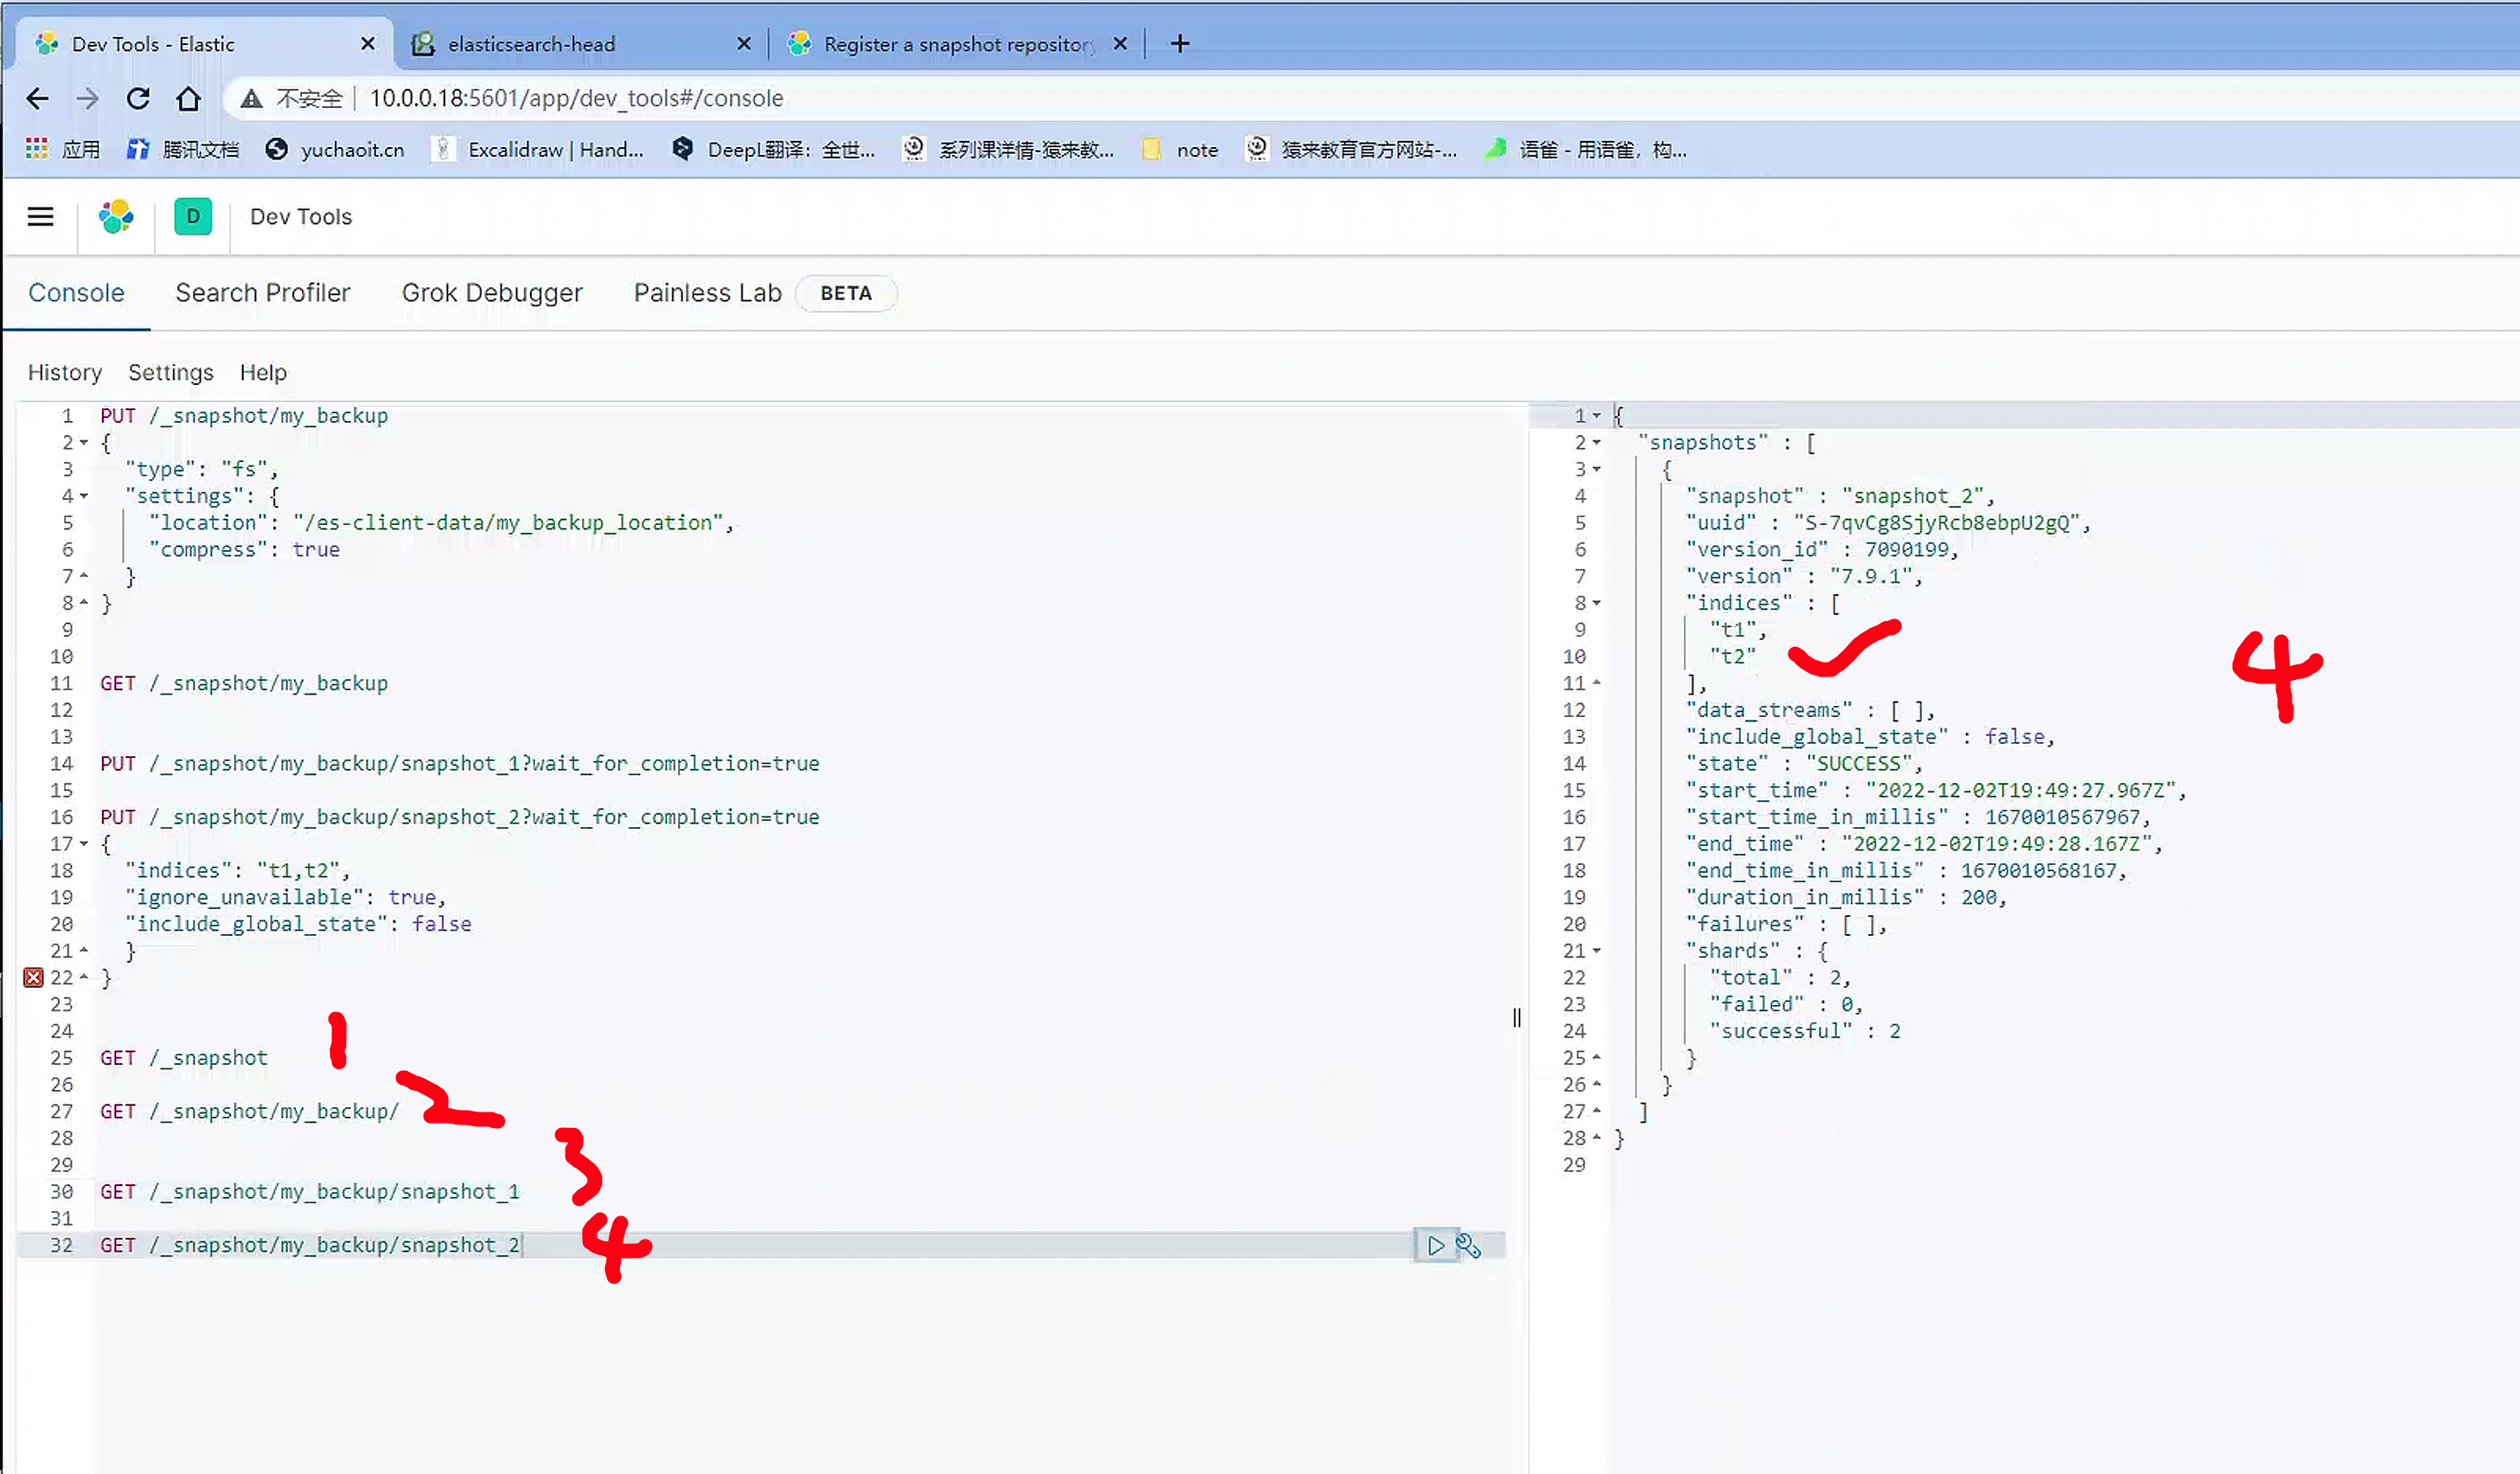 Dev Tools - Elastic
elasticsearch-head
Register a snapshot repository
不安全 10.0.0.18:5601/app/dev_tools#/console
应用 腾讯文档 yuchaoit.cn Excalidraw | Hand... DeepL翻译：全世... 系列课详情-猿来教... note 猿来教育官方网站-... 语雀 - 用语雀，构...
D Dev Tools
Console Search Profiler Grok Debugger Painless Lab BETA
History Settings Help
1 PUT /_snapshot/my_backup
2 {
3 "type": "fs",
4 "settings": {
5 "location": "/es-client-data/my_backup_location",
6 "compress": true
7 }
8 }
9
10
11 GET /_snapshot/my_backup
12
13
14 PUT /_snapshot/my_backup/snapshot_1?wait_for_completion=true
15
16 PUT /_snapshot/my_backup/snapshot_2?wait_for_completion=true
17 {
18 "indices": "t1,t2",
19 "ignore_unavailable": true,
20 "include_global_state": false
21 }
22 }
23
24
25 GET /_snapshot 1
26
27 GET /_snapshot/my_backup/ 2
28
29
30 GET /_snapshot/my_backup/snapshot_1 3
31
32 GET /_snapshot/my_backup/snapshot_2 4
1 {
2 "snapshots" : [
3 {
4 "snapshot" : "snapshot_2",
5 "uuid" : "S-7qvCg8SjyRcb8ebpU2gQ",
6 "version_id" : 7090199,
7 "version" : "7.9.1",
8 "indices" : [
9 "t1",
10 "t2"
11 ],
4
12 "data_streams" : [ ],
13 "include_global_state" : false,
14 "state" : "SUCCESS",
15 "start_time" : "2022-12-02T19:49:27.967Z",
16 "start_time_in_millis" : 1670010567967,
17 "end_time" : "2022-12-02T19:49:28.167Z",
18 "end_time_in_millis" : 1670010568167,
19 "duration_in_millis" : 200,
20 "failures" : [ ],
21 "shards" : {
22 "total" : 2,
23 "failed" : 0,
24 "successful" : 2
25 }
26 }
27 ]
28 }
29